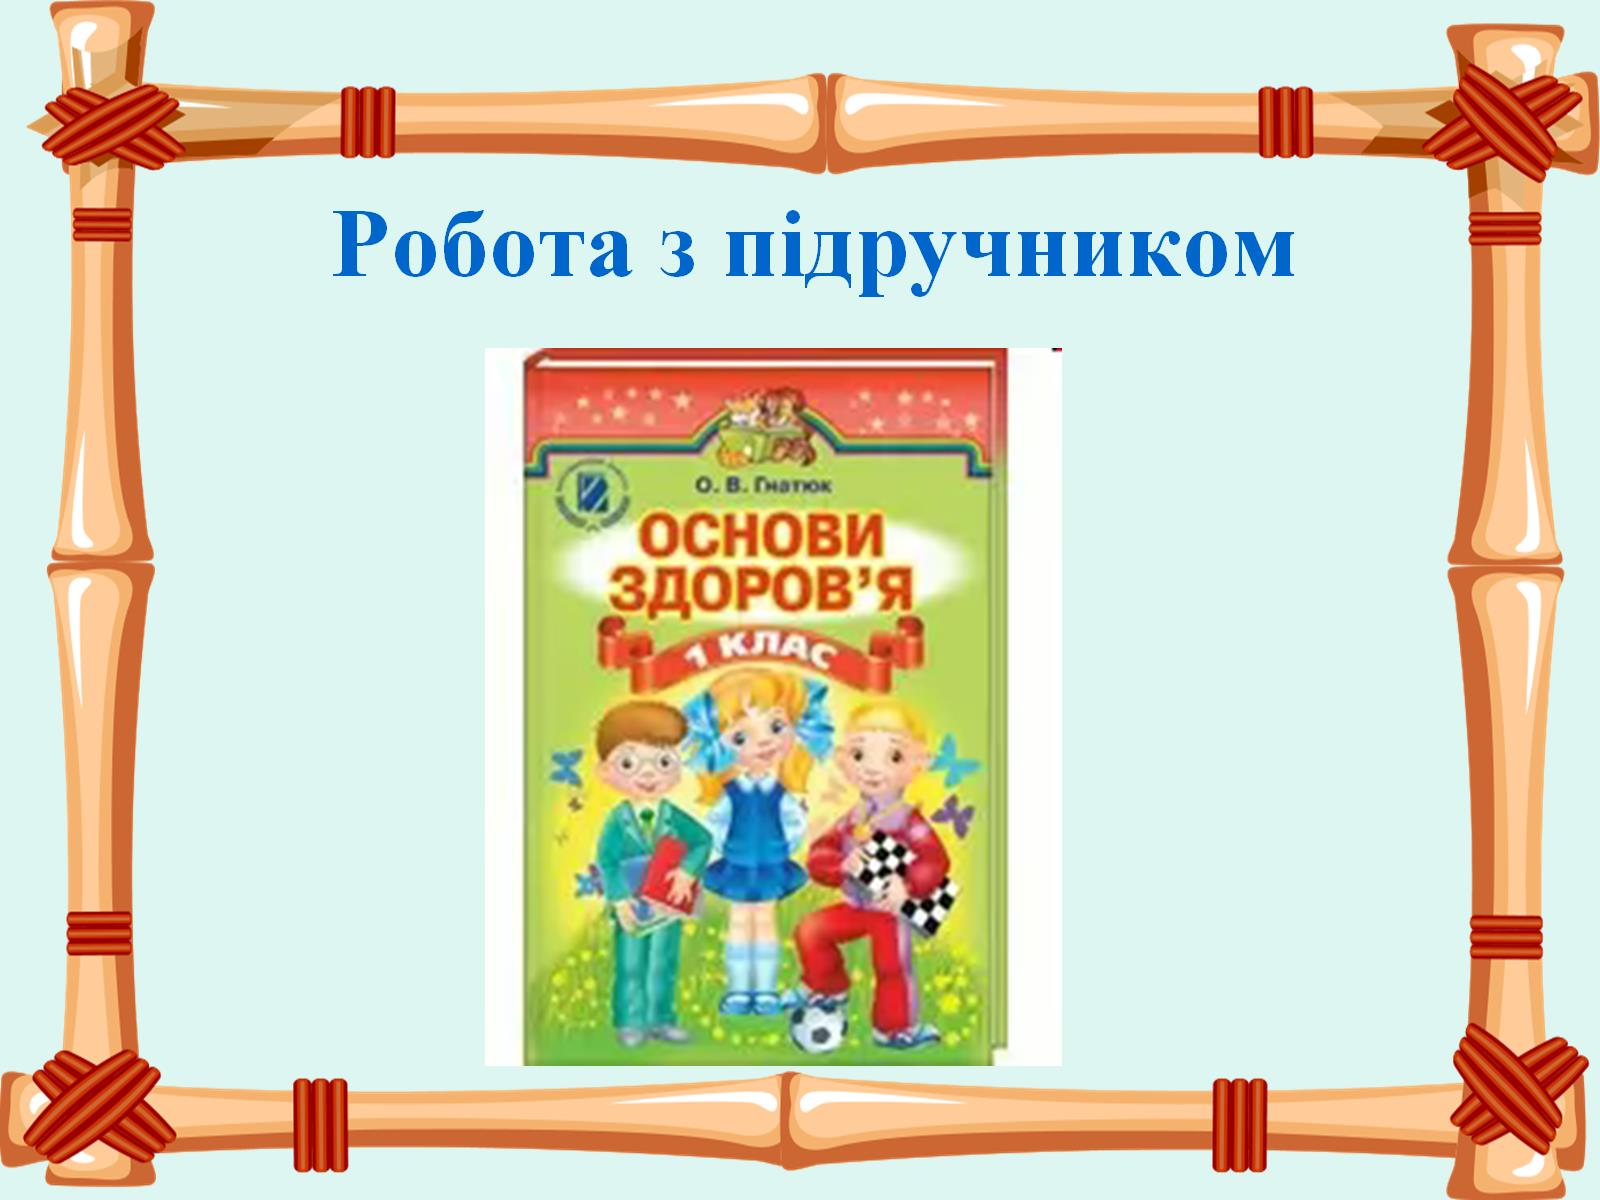 Робота з підручником
О. В. Гнатюк
ОСНОВИ
ЗДОРОВ'Я
1 КЛАС